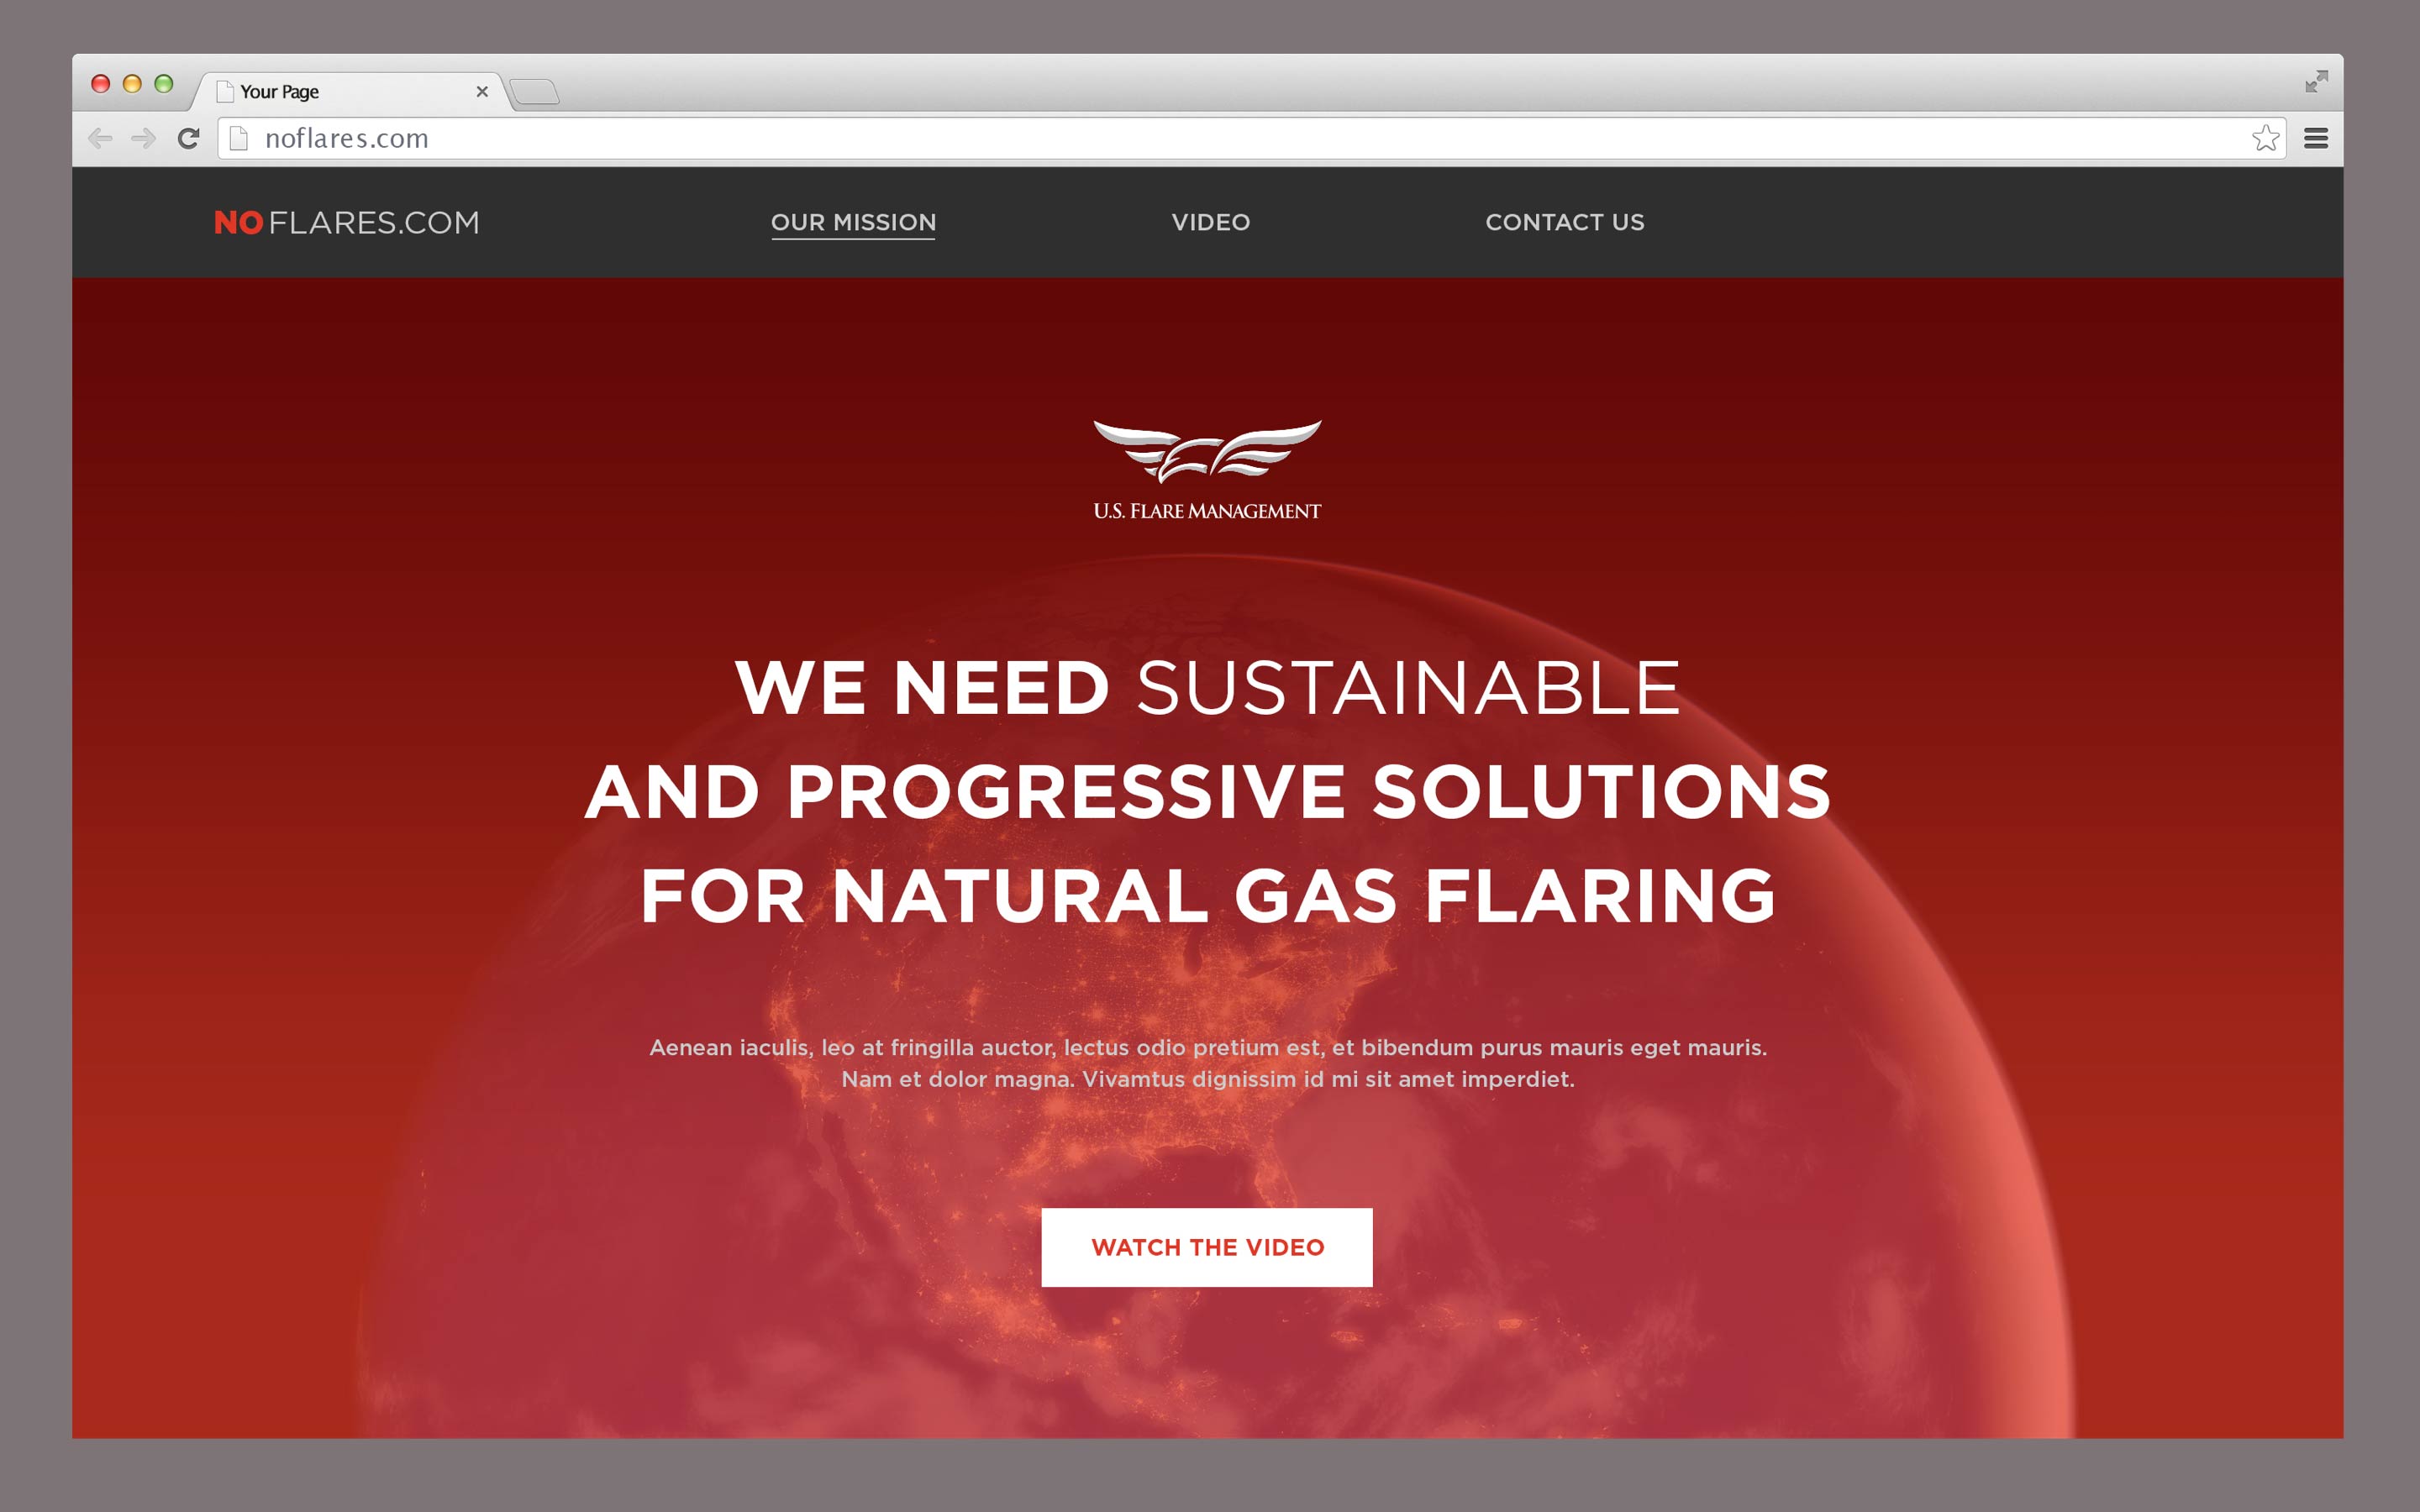 Your Page
noflares.com
NOFLARES.COM
OUR MISSION
VIDEO
CONTACT US
U.S. FLARE MANAGEMENT
WE NEED SUSTAINABLE
AND PROGRESSIVE SOLUTIONS
FOR NATURAL GAS FLARING
Aenean iaculis, leo at fringilla auctor, lectus odio pretium est, et bibendum purus mauris eget mauris.
Nam et dolor magna. Vivamtus dignissim id mi sit amet imperdiet.
WATCH THE VIDEO